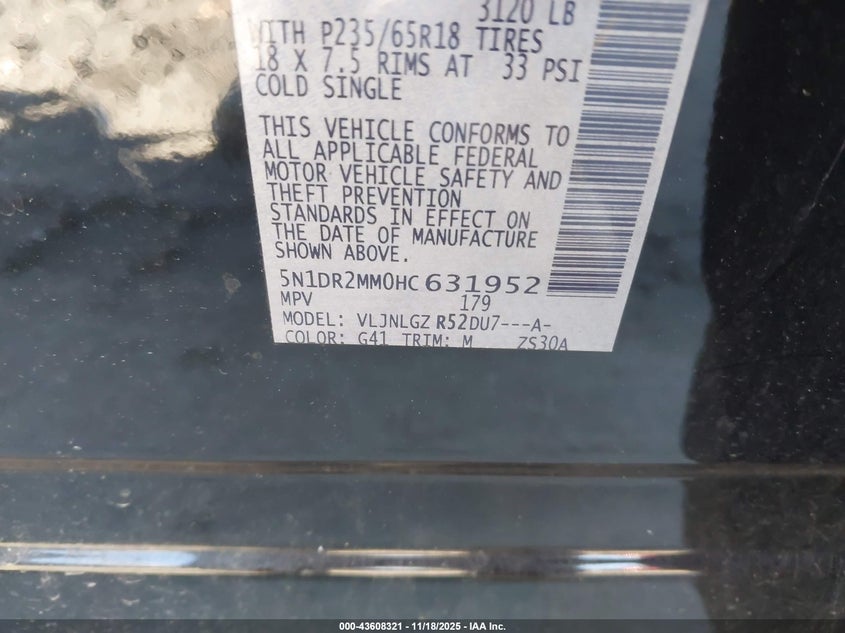 3120 LB
WITH P235/65R18 TIRES
18 X 7.5 RIMS AT 33 PSI
COLD SINGLE
THIS VEHICLE CONFORMS TO
ALL APPLICABLE FEDERAL
MOTOR VEHICLE SAFETY AND
THEFT PREVENTION
STANDARDS IN EFFECT ON
THE DATE OF MANUFACTURE
SHOWN ABOVE.
5N1DR2MM0HC631952
MPV 179
MODEL: VLJNLGZ R52DU7---A-
COLOR: G41 TRIM: M ZS30A
000-43608321 | 11/18/2025 - IAA Inc.